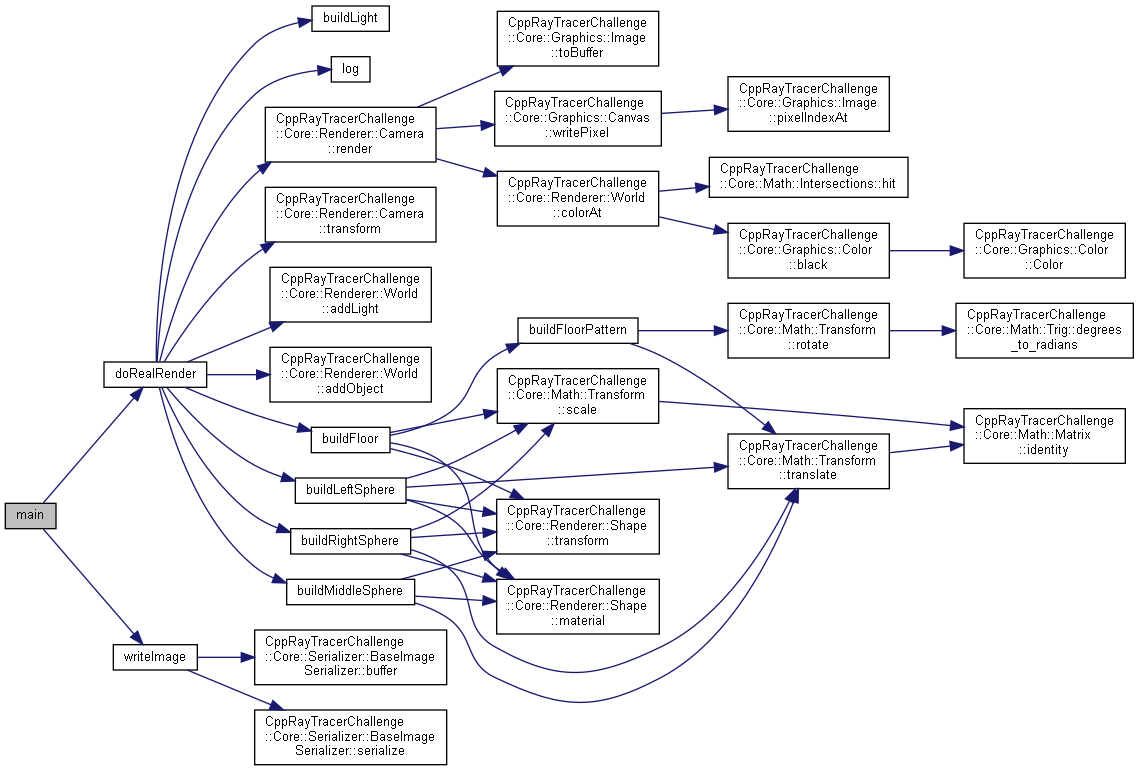 buildLight
log
CppRayTracerChallenge
::Core::Renderer::Camera
::render
CppRayTracerChallenge
::Core::Renderer::Camera
::transform
CppRayTracerChallenge
::Core::Renderer::World
::addLight
CppRayTracerChallenge
::Core::Renderer::World
::addObject
doRealRender
buildFloor
buildLeftSphere
buildRightSphere
buildMiddleSphere
main
writeImage
CppRayTracerChallenge
::Core::Serializer::BaseImage
Serializer::buffer
CppRayTracerChallenge
::Core::Serializer::BaseImage
Serializer::serialize
CppRayTracerChallenge
::Core::Graphics::Image
::toBuffer
CppRayTracerChallenge
::Core::Graphics::Canvas
::writePixel
CppRayTracerChallenge
::Core::Renderer::World
::colorAt
buildFloorPattern
CppRayTracerChallenge
::Core::Math::Transform
::scale
CppRayTracerChallenge
::Core::Renderer::Shape
::transform
CppRayTracerChallenge
::Core::Renderer::Shape
::material
CppRayTracerChallenge
::Core::Graphics::Image
::pixelIndexAt
CppRayTracerChallenge
::Core::Math::Intersections::hit
CppRayTracerChallenge
::Core::Graphics::Color
::black
CppRayTracerChallenge
::Core::Math::Transform
::rotate
CppRayTracerChallenge
::Core::Math::Transform
::translate
CppRayTracerChallenge
::Core::Graphics::Color
::Color
CppRayTracerChallenge
::Core::Math::Trig::degrees
_to_radians
CppRayTracerChallenge
::Core::Math::Matrix
::identity